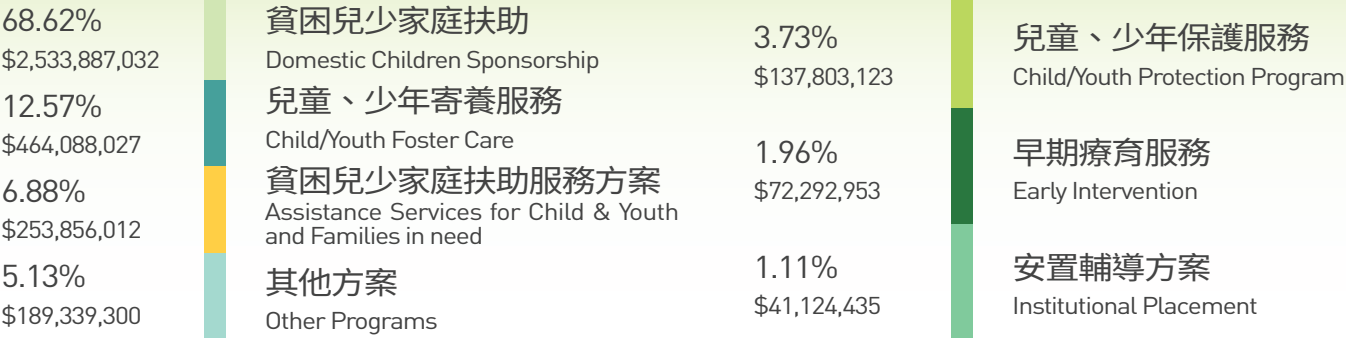 68.62%
$2,533,887,032
貧困兒少家庭扶助
Domestic Children Sponsorship
12.57%
$464,088,027
兒童、少年寄養服務
Child/Youth Foster Care
6.88%
$253,856,012
貧困兒少家庭扶助服務方案
Assistance Services for Child & Youth
and Families in need
5.13%
$189,339,300
其他方案
Other Programs
3.73%
$137,803,123
兒童、少年保護服務
Child/Youth Protection Program
1.96%
$72,292,953
早期療育服務
Early Intervention
1.11%
$41,124,435
安置輔導方案
Institutional Placement